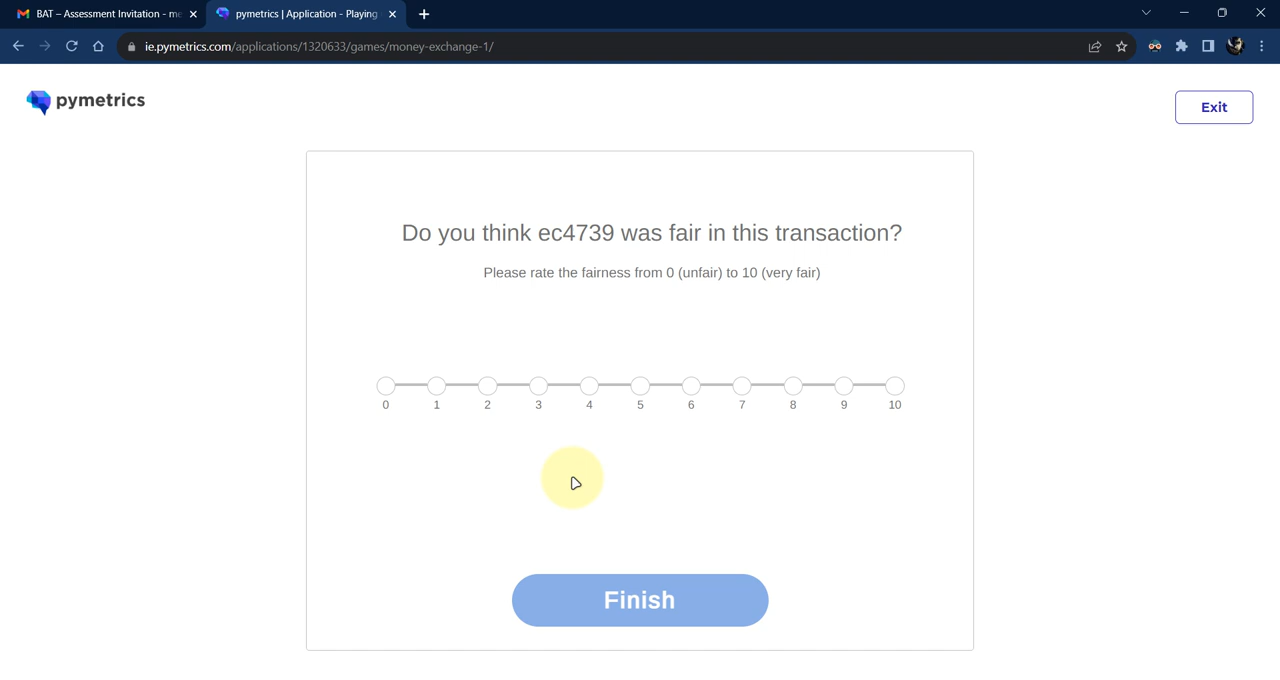 BAT – Assessment Invitation - me
pymetrics | Application - Playing
ie.pymetrics.com/applications/1320633/games/money-exchange-1/
pymetrics
Exit
Do you think ec4739 was fair in this transaction?
Please rate the fairness from 0 (unfair) to 10 (very fair)
0 1 2 3 4 5 6 7 8 9 10
Finish